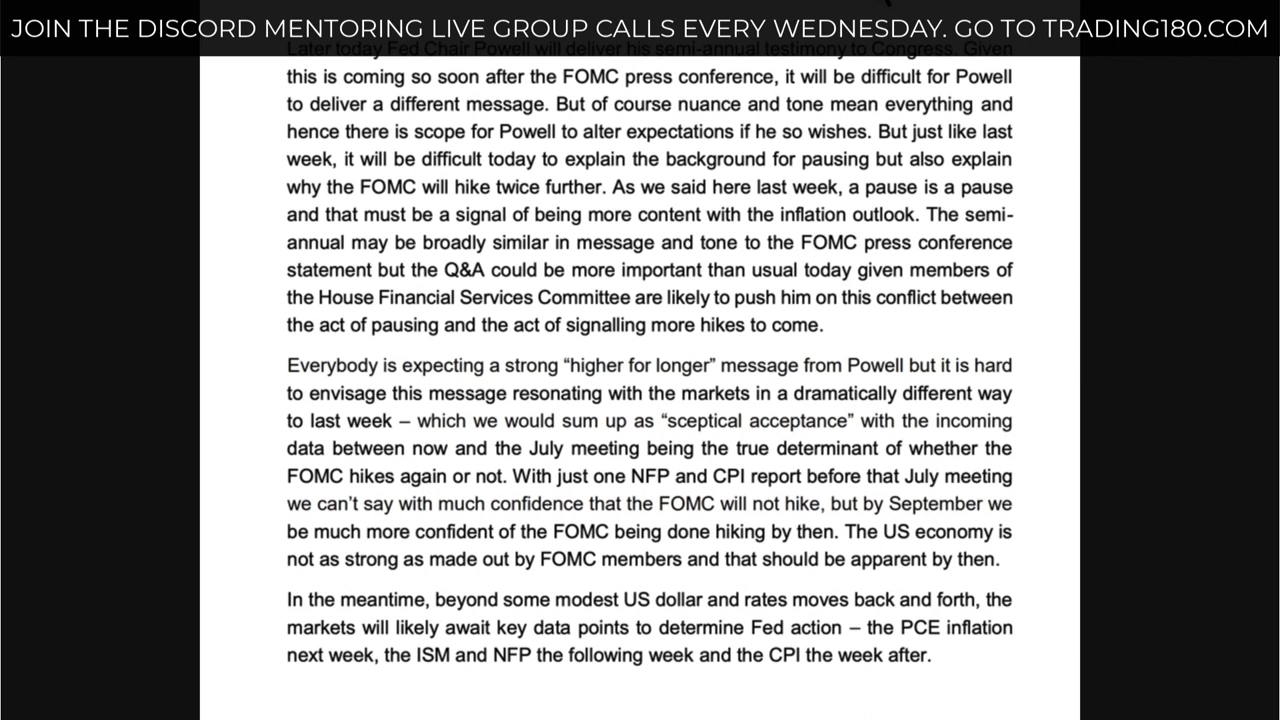 JOIN THE DISCORD MENTORING LIVE GROUP CALLS EVERY WEDNESDAY. GO TO TRADING180.COM
Later today Fed Chair Powell will deliver his semi-annual testimony to Congress. Given
this is coming so soon after the FOMC press conference, it will be difficult for Powell
to deliver a different message. But of course nuance and tone mean everything and
hence there is scope for Powell to alter expectations if he so wishes. But just like last
week, it will be difficult today to explain the background for pausing but also explain
why the FOMC will hike twice further. As we said here last week, a pause is a pause
and that must be a signal of being more content with the inflation outlook. The semi-
annual may be broadly similar in message and tone to the FOMC press conference
statement but the Q&A could be more important than usual today given members of
the House Financial Services Committee are likely to push him on this conflict between
the act of pausing and the act of signalling more hikes to come.
Everybody is expecting a strong “higher for longer” message from Powell but it is hard
to envisage this message resonating with the markets in a dramatically different way
to last week – which we would sum up as “sceptical acceptance” with the incoming
data between now and the July meeting being the true determinant of whether the
FOMC hikes again or not. With just one NFP and CPI report before that July meeting
we can’t say with much confidence that the FOMC will not hike, but by September we
be much more confident of the FOMC being done hiking by then. The US economy is
not as strong as made out by FOMC members and that should be apparent by then.
In the meantime, beyond some modest US dollar and rates moves back and forth, the
markets will likely await key data points to determine Fed action – the PCE inflation
next week, the ISM and NFP the following week and the CPI the week after.